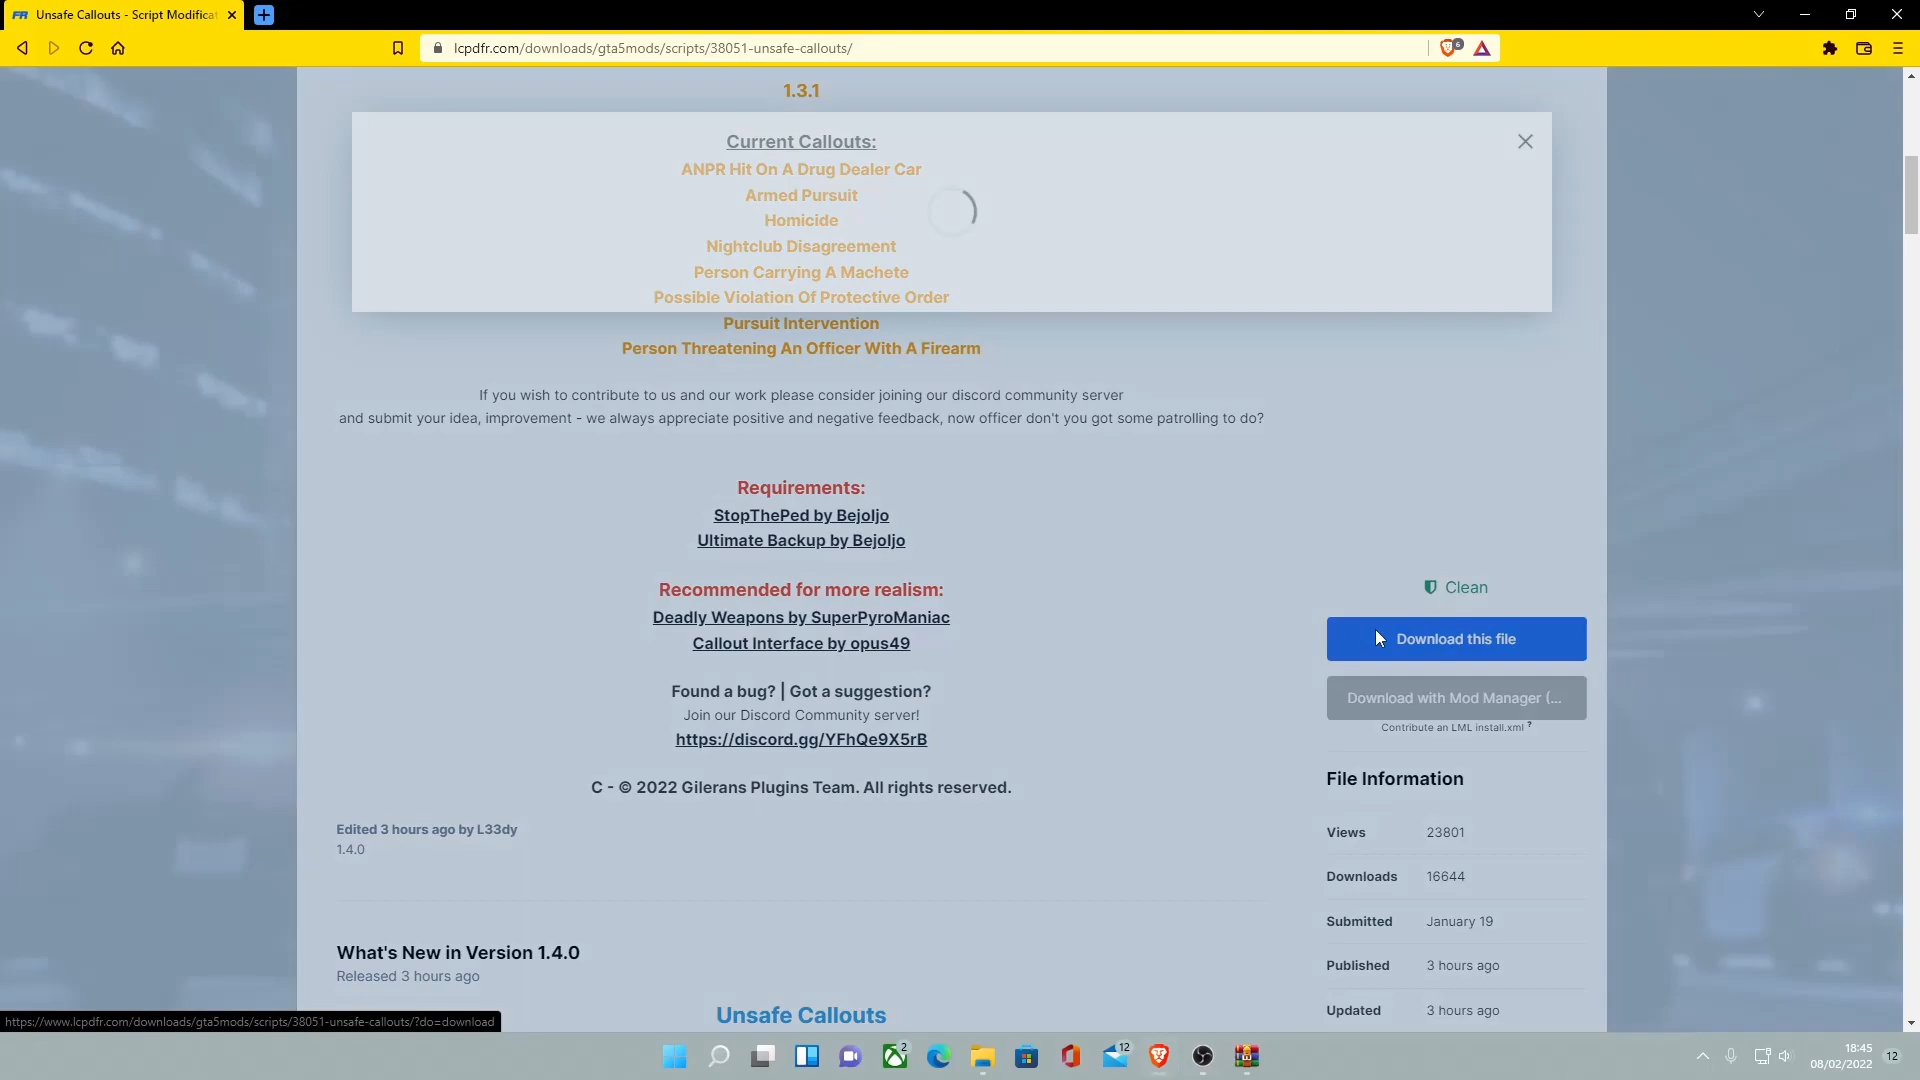 Unsafe Callouts - Script Modificat
lcpdfr.com/downloads/gta5mods/scripts/38051-unsafe-callouts/
6
1.3.1
Current Callouts:
ANPR Hit On A Drug Dealer Car
Armed Pursuit
Homicide
Nightclub Disagreement
Person Carrying A Machete
Possible Violation Of Protective Order
Pursuit Intervention
Person Threatening An Officer With A Firearm
If you wish to contribute to us and our work please consider joining our discord community server
and submit your idea, improvement - we always appreciate positive and negative feedback, now officer don't you got some patrolling to do?
Requirements:
StopThePed by Bejoljo
Ultimate Backup by Bejoljo
Recommended for more realism:
Deadly Weapons by SuperPyroManiac
Callout Interface by opus49
Found a bug? | Got a suggestion?
Join our Discord Community server!
https://discord.gg/YFhQe9X5rB
C - © 2022 Gilerans Plugins Team. All rights reserved.
Edited 3 hours ago by L33dy
1.4.0
What's New in Version 1.4.0
Released 3 hours ago
Unsafe Callouts
Clean
Download this file
Download with Mod Manager (...
Contribute an LML install.xml ?
File Information
Views 23801
Downloads 16644
Submitted January 19
Published 3 hours ago
Updated 3 hours ago
https://www.lcpdfr.com/downloads/gta5mods/scripts/38051-unsafe-callouts/?do=download
2
12
18:45
08/02/2022
12